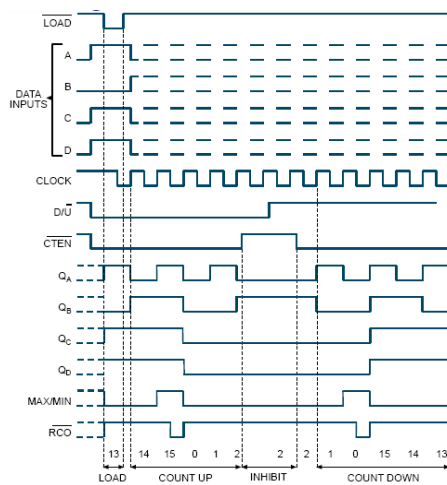 LOAD
A
B
C
D
DATA
INPUTS
CLOCK
D/U
CTEN
QA
QB
QC
QD
MAX/MIN
RCO
13 14 15 0 1 2 2 2 1 0 15 14 13
LOAD COUNT UP INHIBIT COUNT DOWN